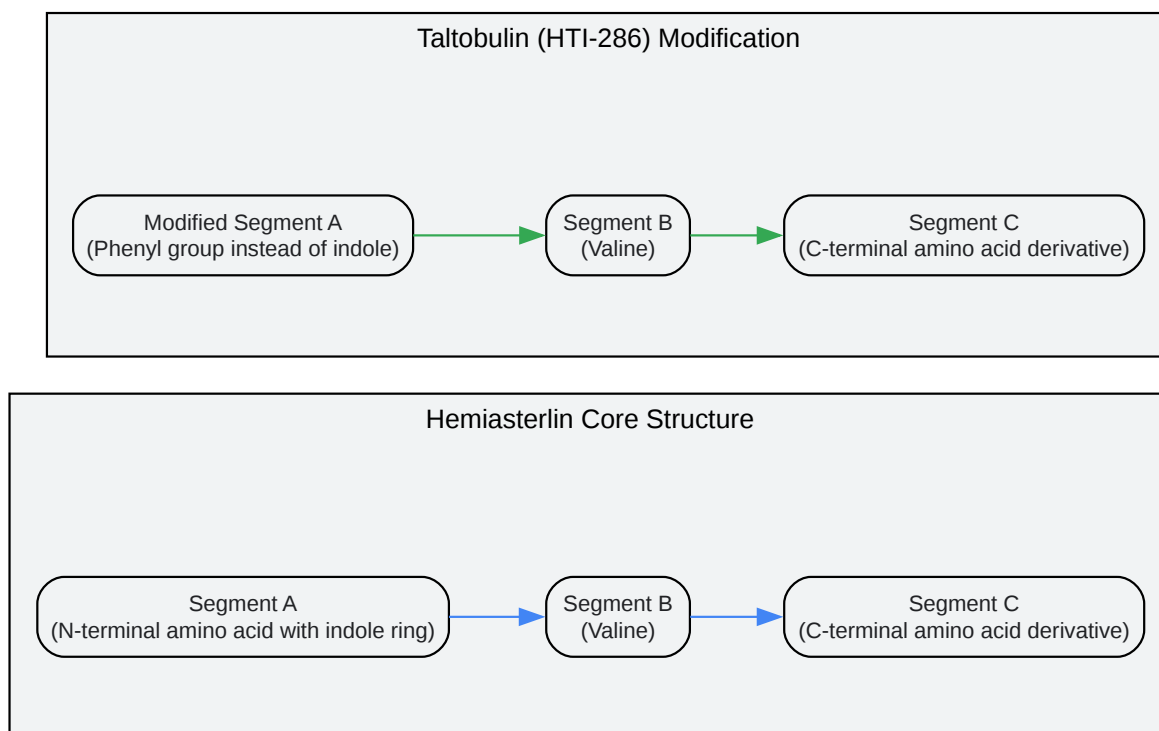 Taltobulin (HTI-286) Modification
Modified Segment A
(Phenyl group instead of indole)
Segment B
(Valine)
Segment C
(C-terminal amino acid derivative)
Hemiasterlin Core Structure
Segment A
(N-terminal amino acid with indole ring)
Segment B
(Valine)
Segment C
(C-terminal amino acid derivative)